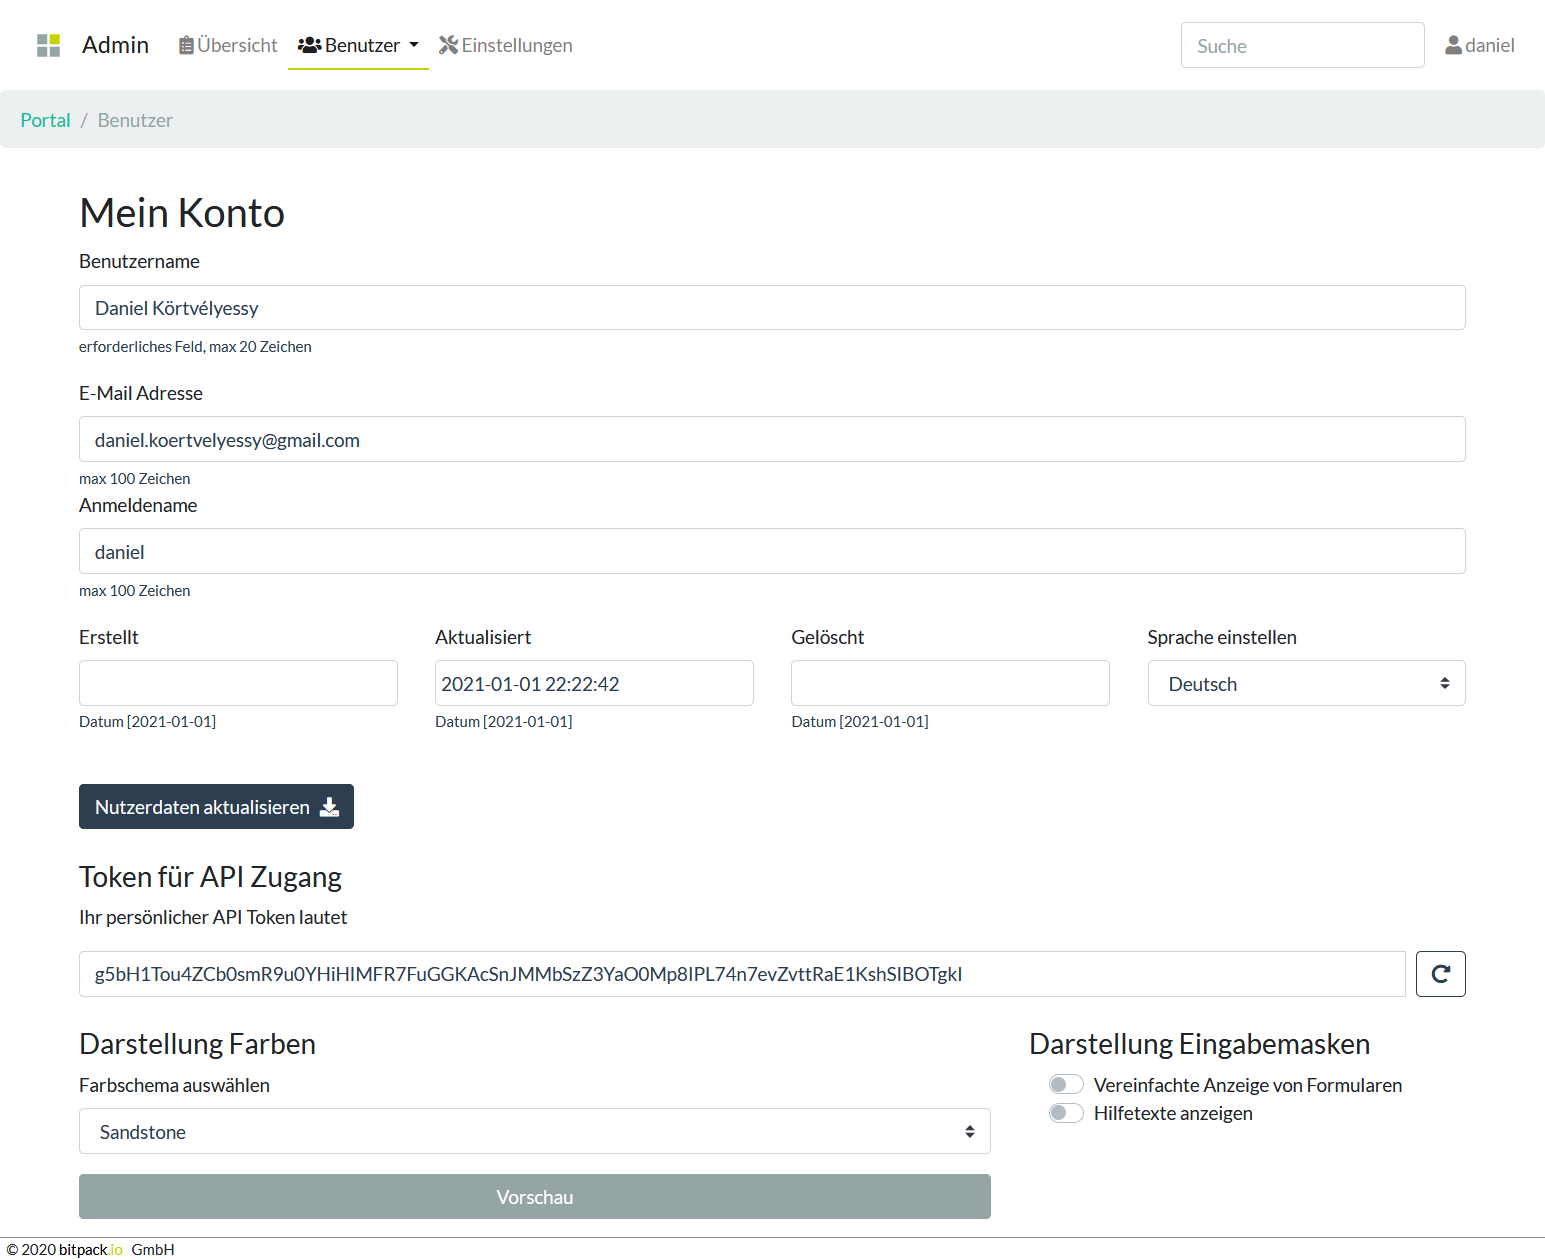 Admin Übersicht Benutzer Einstellungen Suche daniel
Portal / Benutzer
Mein Konto
Benutzername
Daniel Körtvélyessy
erforderliches Feld, max 20 Zeichen
E-Mail Adresse
daniel.koertvelyessy@gmail.com
max 100 Zeichen
Anmeldename
daniel
max 100 Zeichen
Erstellt Aktualisiert Gelöscht Sprache einstellen
2021-01-01 22:22:42 Deutsch
Datum [2021-01-01] Datum [2021-01-01] Datum [2021-01-01]
Nutzerdaten aktualisieren
Token für API Zugang
Ihr persönlicher API Token lautet
g5bH1Tou4ZCb0smR9u0YHiHIMFR7FuGGKAcSnJMMbSzZ3YaO0Mp8IPL74n7evZvttRaE1KshSIBOTgkI
Darstellung Farben Darstellung Eingabemasken
Farbschema auswählen Vereinfachte Anzeige von Formularen
Hilfetexte anzeigen
Sandstone
Vorschau
© 2020 bitpack.io GmbH